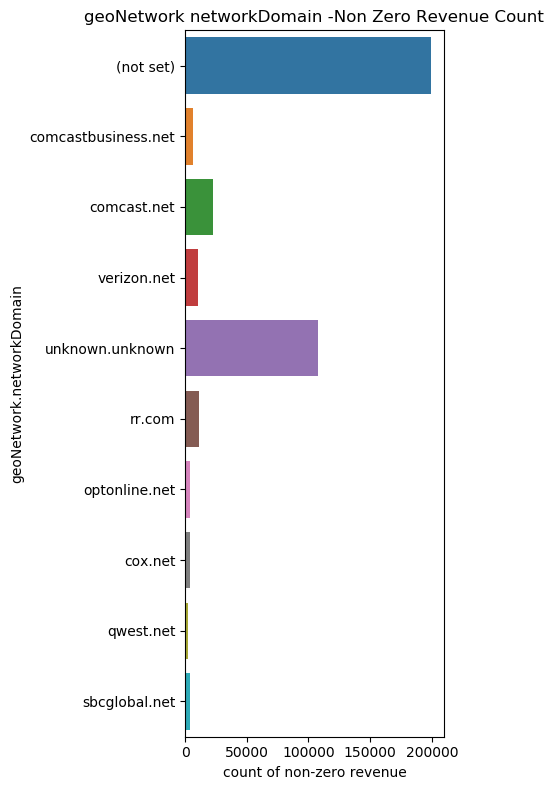 geoNetwork networkDomain -Non Zero Revenue Count
(not set)
comcastbusiness.net
comcast.net
verizon.net
unknown.unknown
rr.com
optonline.net
cox.net
qwest.net
sbcglobal.net
geoNetwork.networkDomain
0 50000 100000 150000 200000
count of non-zero revenue